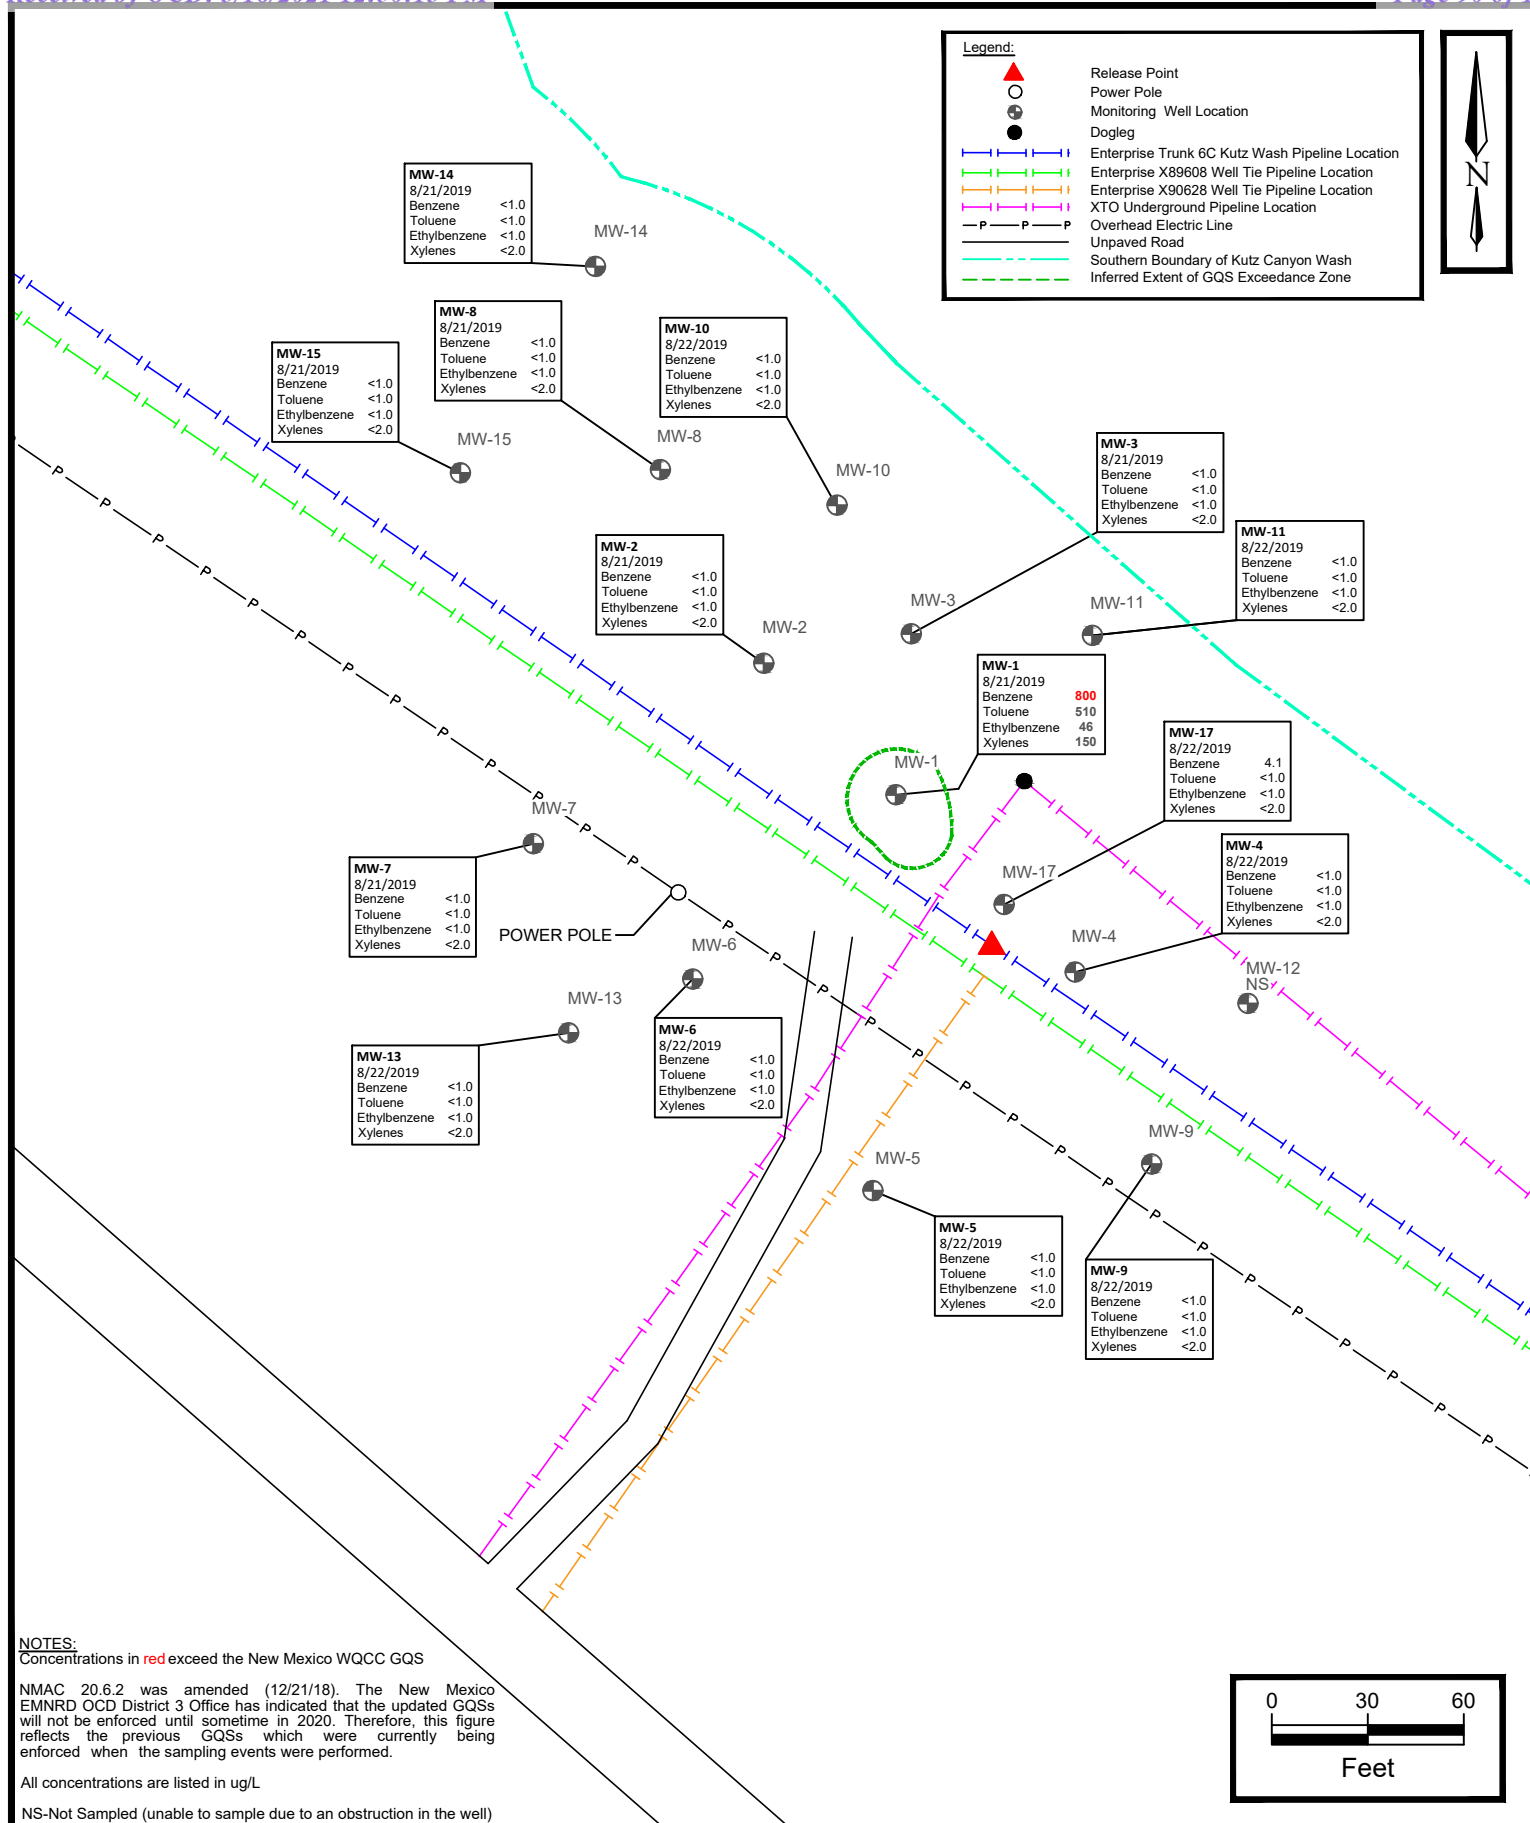 Legend:
Release Point
Power Pole
Monitoring Well Location
Dogleg
Enterprise Trunk 6C Kutz Wash Pipeline Location
Enterprise X89608 Well Tie Pipeline Location
Enterprise X90628 Well Tie Pipeline Location
XTO Underground Pipeline Location
P P P Overhead Electric Line
Unpaved Road
Southern Boundary of Kutz Canyon Wash
Inferred Extent of GQS Exceedance Zone
N
MW-14
8/21/2019
Benzene <1.0
Toluene <1.0
Ethylbenzene <1.0
Xylenes <2.0
MW-14
MW-8
8/21/2019
Benzene <1.0
Toluene <1.0
Ethylbenzene <1.0
Xylenes <2.0
MW-8
MW-10
8/22/2019
Benzene <1.0
Toluene <1.0
Ethylbenzene <1.0
Xylenes <2.0
MW-10
MW-15
8/21/2019
Benzene <1.0
Toluene <1.0
Ethylbenzene <1.0
Xylenes <2.0
MW-15
MW-3
8/21/2019
Benzene <1.0
Toluene <1.0
Ethylbenzene <1.0
Xylenes <2.0
MW-3
MW-11
8/22/2019
Benzene <1.0
Toluene <1.0
Ethylbenzene <1.0
Xylenes <2.0
MW-11
MW-2
8/21/2019
Benzene <1.0
Toluene <1.0
Ethylbenzene <1.0
Xylenes <2.0
MW-2
MW-1
8/21/2019
Benzene 800
Toluene 510
Ethylbenzene 46
Xylenes 150
MW-1
MW-17
8/22/2019
Benzene 4.1
Toluene <1.0
Ethylbenzene <1.0
Xylenes <2.0
MW-17
MW-4
8/22/2019
Benzene <1.0
Toluene <1.0
Ethylbenzene <1.0
Xylenes <2.0
MW-4
MW-12
NS
MW-7
MW-7
8/21/2019
Benzene <1.0
Toluene <1.0
Ethylbenzene <1.0
Xylenes <2.0
POWER POLE
MW-6
MW-6
8/22/2019
Benzene <1.0
Toluene <1.0
Ethylbenzene <1.0
Xylenes <2.0
MW-13
MW-13
8/22/2019
Benzene <1.0
Toluene <1.0
Ethylbenzene <1.0
Xylenes <2.0
MW-5
MW-5
8/22/2019
Benzene <1.0
Toluene <1.0
Ethylbenzene <1.0
Xylenes <2.0
MW-9
MW-9
8/22/2019
Benzene <1.0
Toluene <1.0
Ethylbenzene <1.0
Xylenes <2.0
NOTES:
Concentrations in red exceed the New Mexico WQCC GQS
NMAC 20.6.2 was amended (12/21/18). The New Mexico
EMNRD OCD District 3 Office has indicated that the updated GQSs
will not be enforced until sometime in 2020. Therefore, this figure
reflects the previous GQSs which were currently being
enforced when the sampling events were performed.
All concentrations are listed in ug/L
NS-Not Sampled (unable to sample due to an obstruction in the well)
0 30 60
Feet